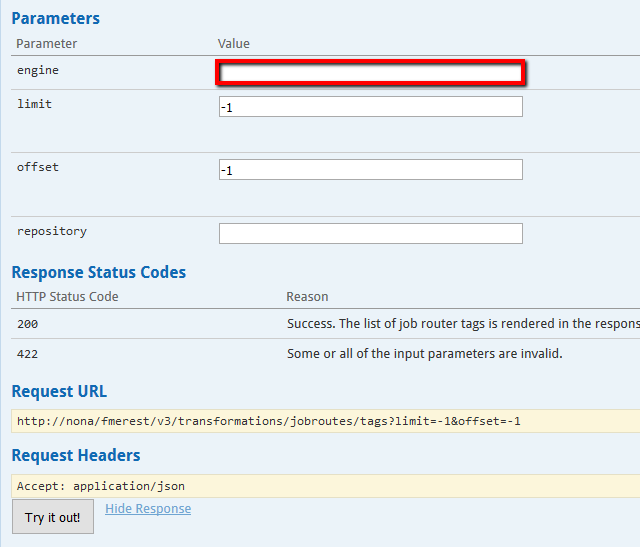 Parameters
Parameter Value
engine
limit -1
offset -1
repository
Response Status Codes
HTTP Status Code Reason
200 Success. The list of job router tags is rendered in the respons
422 Some or all of the input parameters are invalid.
Request URL
http://nona/fmerest/v3/transformations/jobroutes/tags?limit=-1&offset=-1
Request Headers
Accept: application/json
Try it out! Hide Response